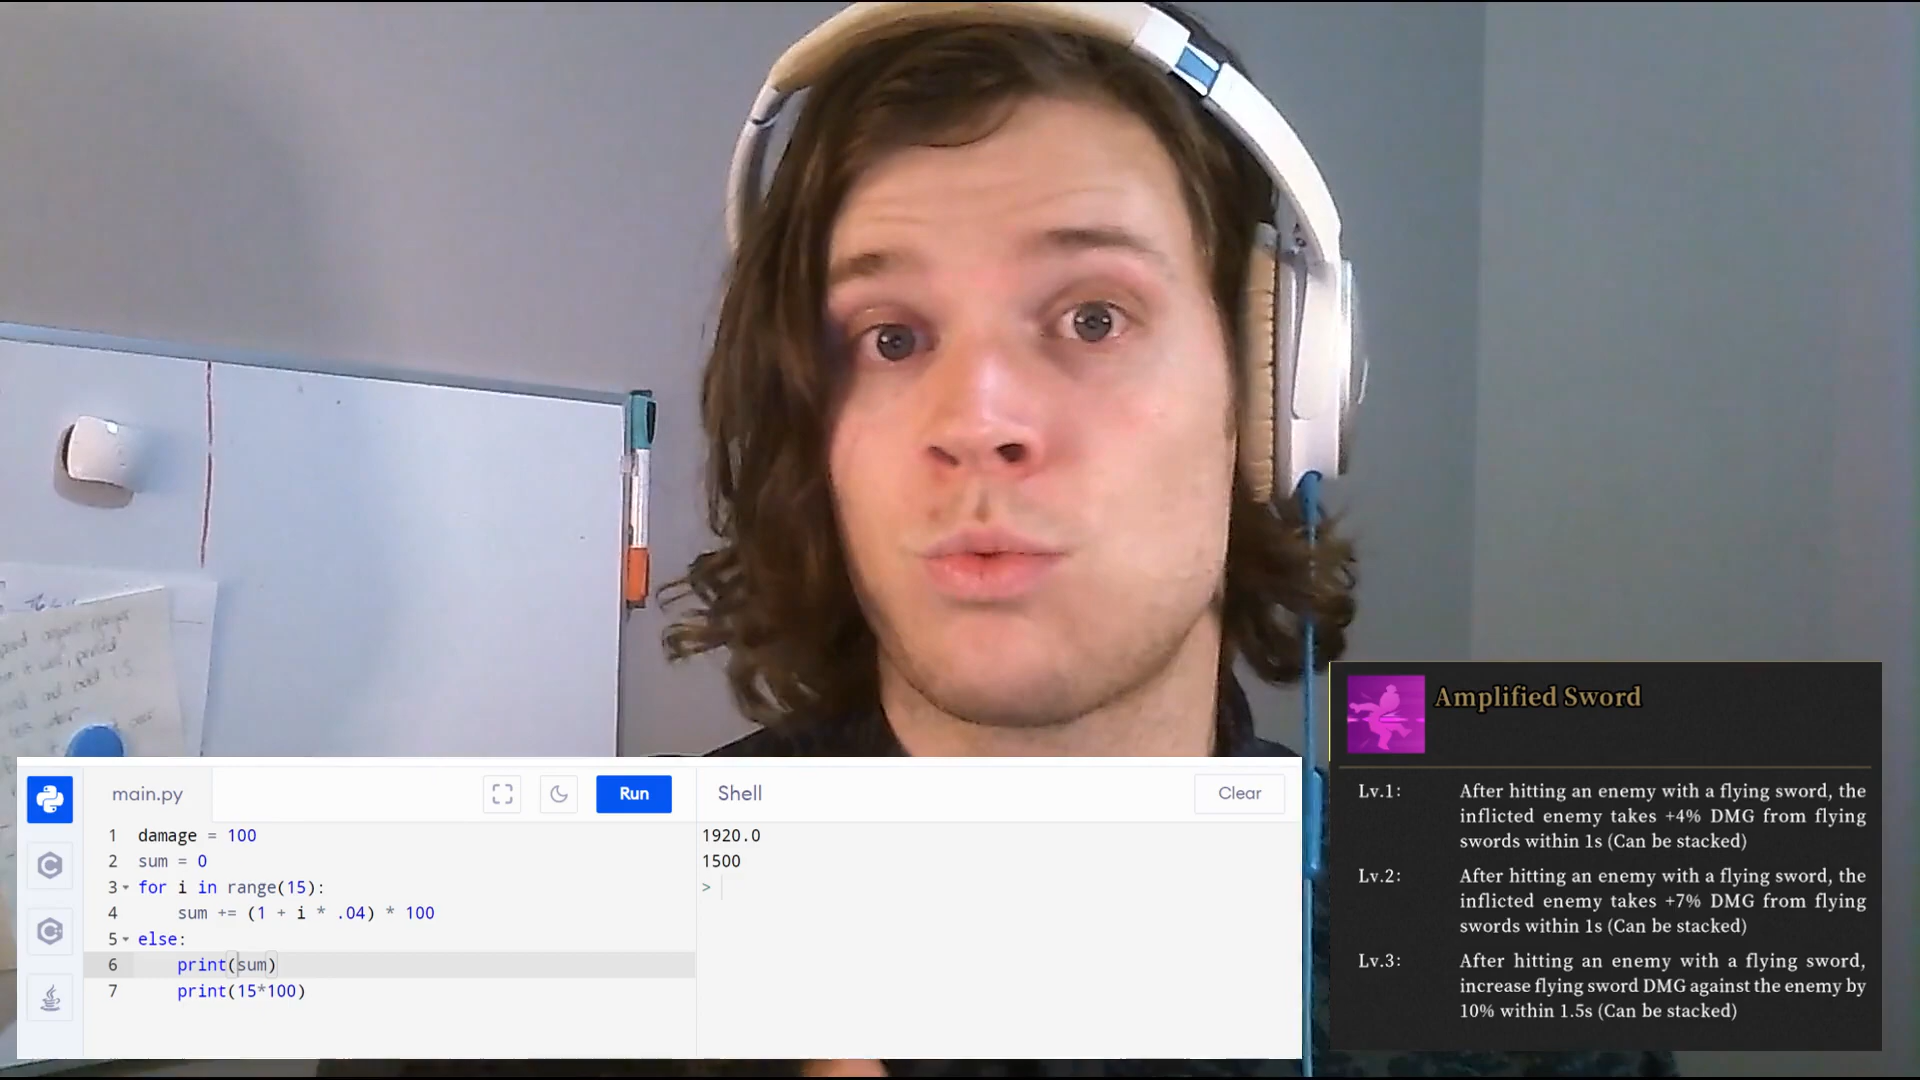 good
main.py
Run
Shell
Clear
1 damage = 100
2 sum = 0
3 for i in range(15):
4 sum += (1 + i * .04) * 100
5 else:
6 print(sum)
7 print(15*100)
1920.0
1500
>
Amplified Sword
Lv.1: After hitting an enemy with a flying sword, the
inflicted enemy takes +4% DMG from flying
swords within 1s (Can be stacked)
Lv.2: After hitting an enemy with a flying sword, the
inflicted enemy takes +7% DMG from flying
swords within 1s (Can be stacked)
Lv.3: After hitting an enemy with a flying sword,
increase flying sword DMG against the enemy by
10% within 1.5s (Can be stacked)